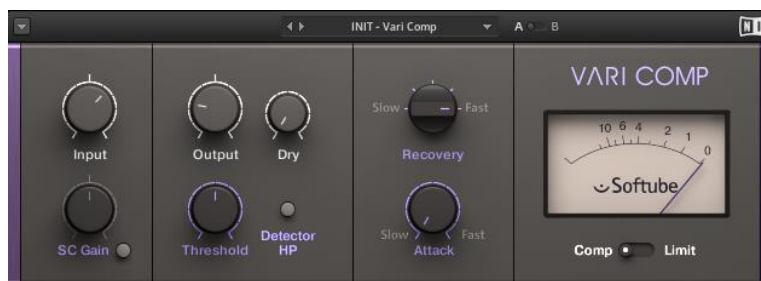 INIT - Vari Comp
A B
NI
VARI COMP
Input
Output
Dry
Slow
Fast
Recovery
10 6 4 2 1 0
Softube
SC Gain
Threshold
Detector
HP
Slow
Fast
Attack
Comp
Limit